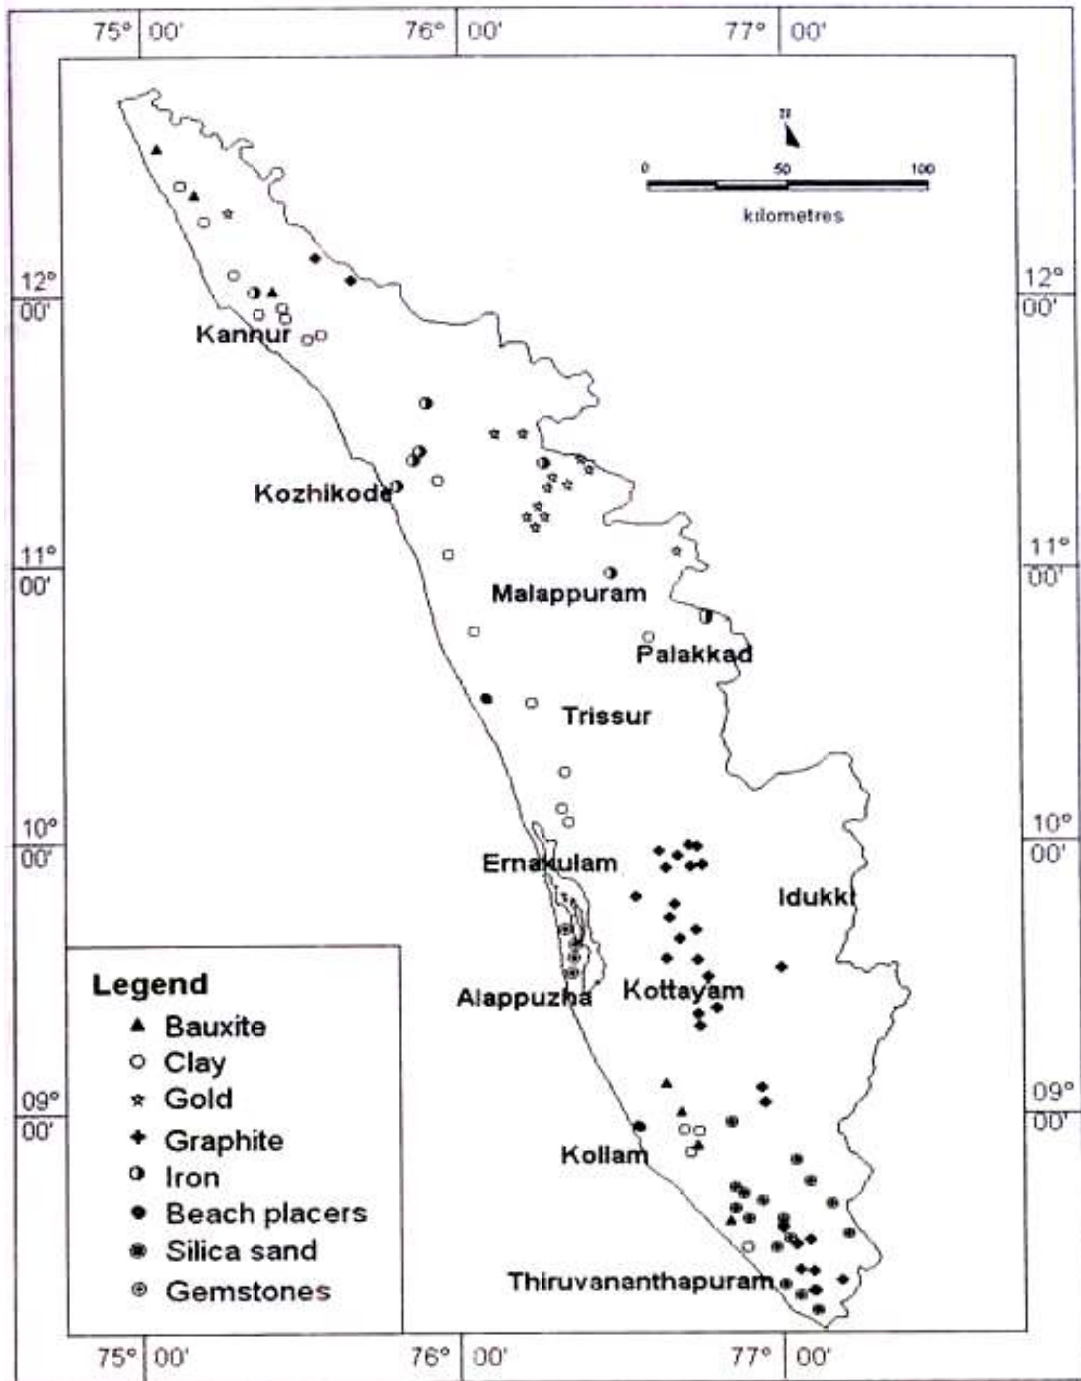 75° 00' 76° 00' 77° 00'
N
0 50 100
kilometres
12° 00' 12° 00'
Kannur
Kozhikode
11° 00' 11° 00'
Malappuram
Palakkad
Trissur
10° 00' 10° 00'
Ernakulam
Idukki
Alappuzha Kottayam
Legend
Bauxite
Clay
Gold
Graphite
Iron
Beach placers
Silica sand
Gemstones
09° 00' 09° 00'
Kollam
Thiruvananthapuram
75° 00' 76° 00' 77° 00'